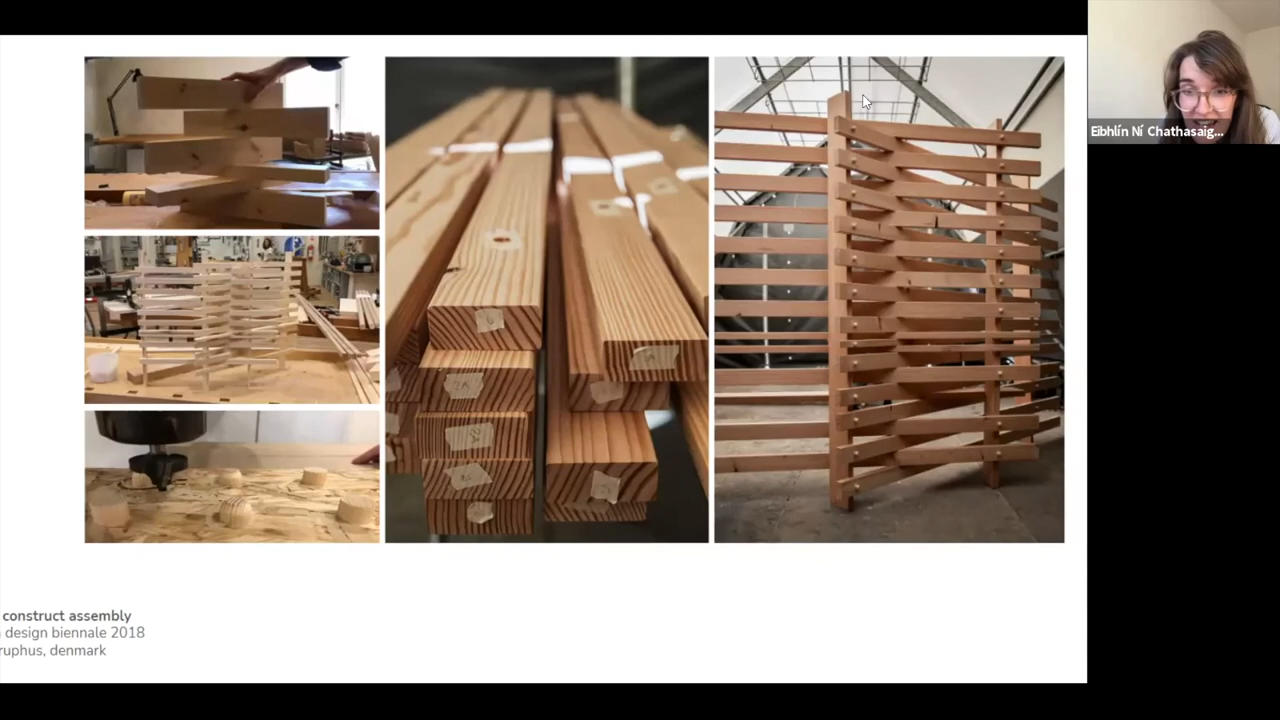 Eibhlín Ní Chathasaig...
construct assembly
design biennale 2018
ruphus, denmark